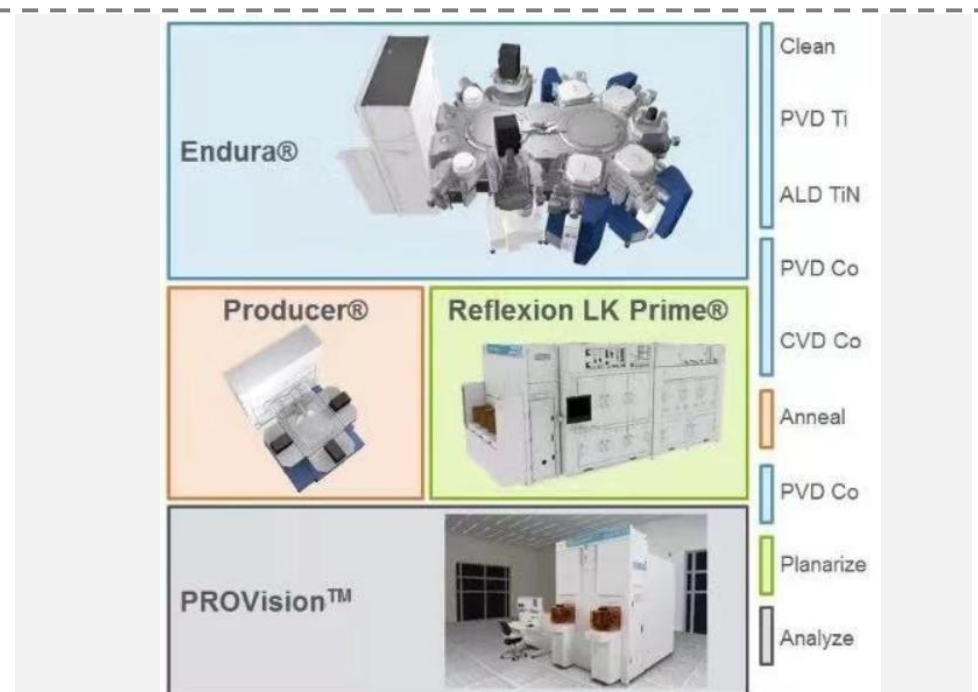 Endura®
Producer®
Reflexion LK Prime®
PROVision™
Clean
PVD Ti
ALD TiN
PVD Co
CVD Co
Anneal
PVD Co
Planarize
Analyze